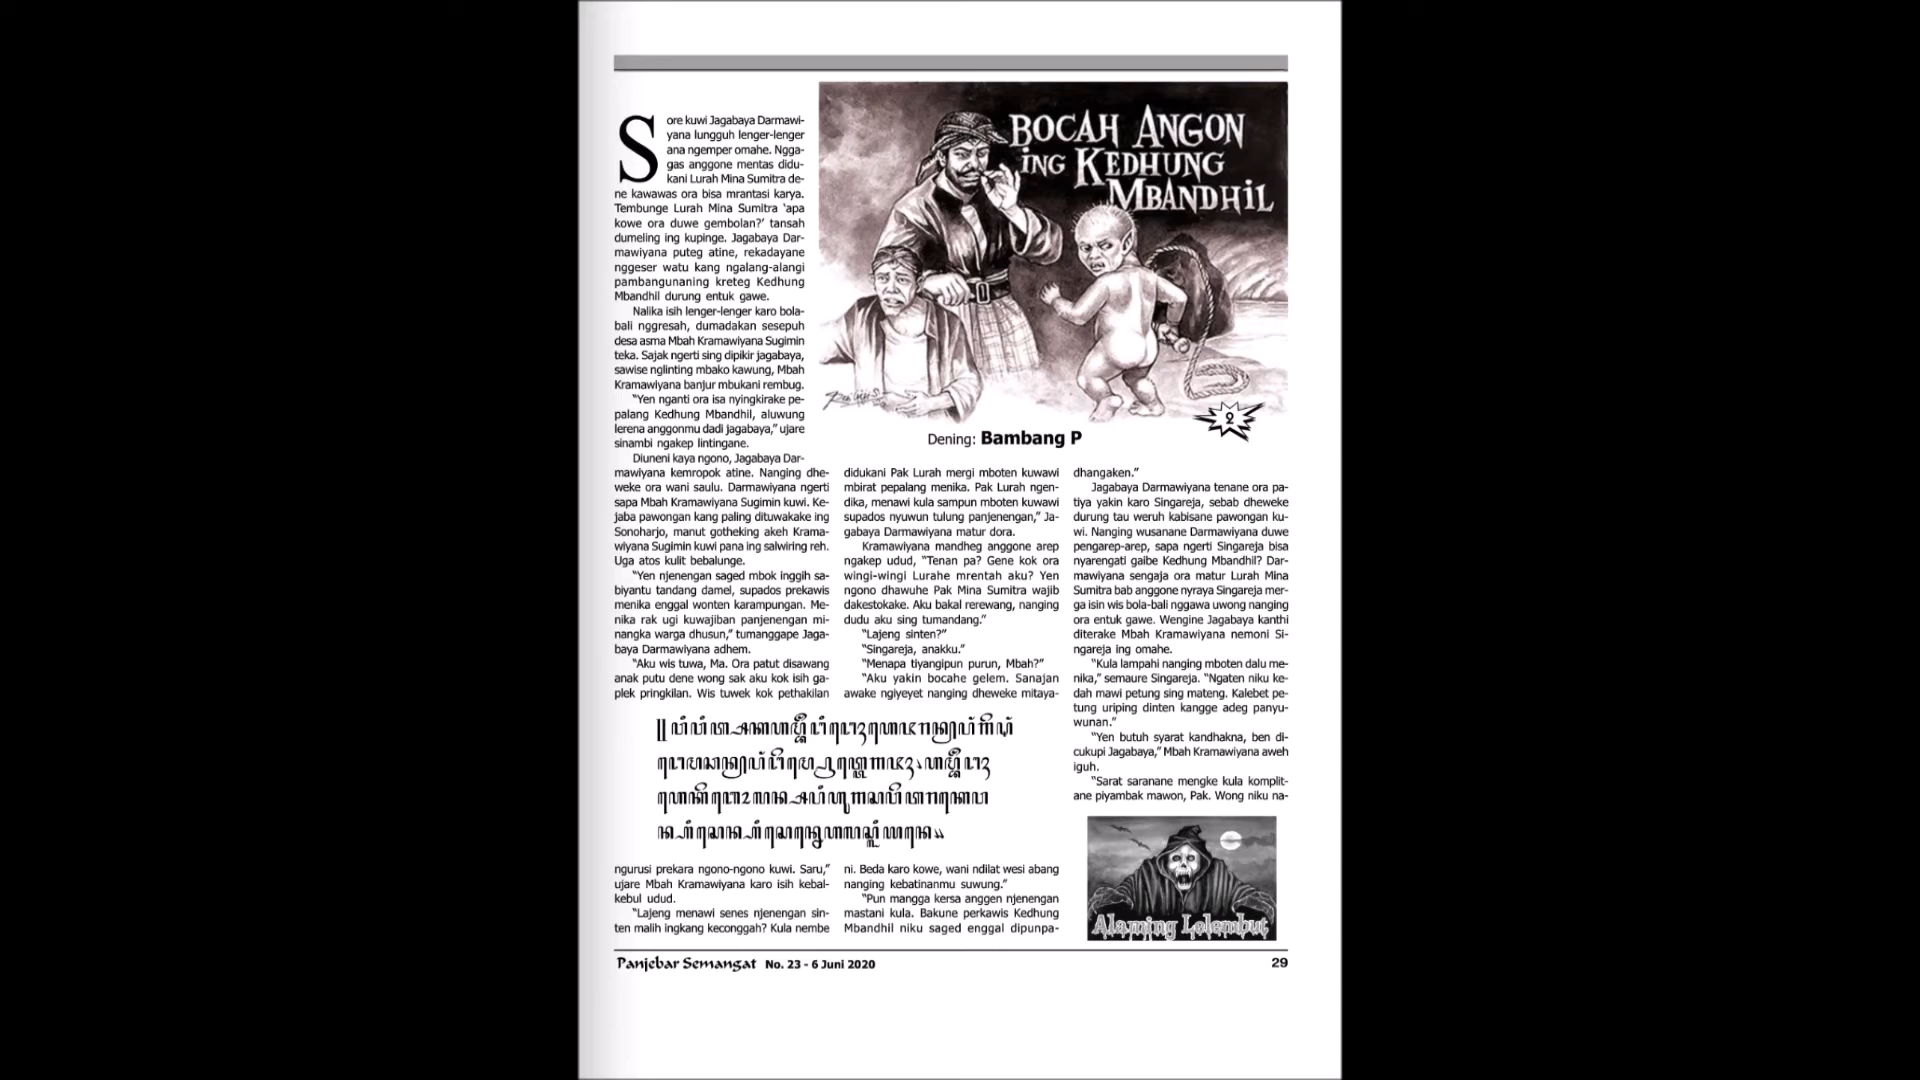 BOCAH ANGON
ING KEDHUNG
MBANDHIL
2
Dening: Bambang P
Sore kuwi Jagabaya Darmawi-
yana lungguh lenger-lenger
ana ngemper omahe. Ngga-
gas anggone mentas didu-
kani Lurah Mina Sumitra de-
ne kawawas ora bisa mrantasi karya.
Tembunge Lurah Mina Sumitra ‘apa
kowe ora duwe gembolan?’ tansah
dumeling ing kupinge. Jagabaya Dar-
mawiyana puteg atine, rekadayane
nggeser watu kang ngalang-alangi
pambangunaning kreteg Kedhung
Mbandhil durung entuk gawe.
Nalika isih lenger-lenger karo bola-
bali nggresah, dumadakan sesepuh
desa asma Mbah Kramawiyana Sugimin
teka. Sajak ngerti sing dipikir jagabaya,
sawise nglinting mbako kawung, Mbah
Kramawiyana banjur mbukani rembug.
“Yen nganti ora isa nyingkirake pe-
palang Kedhung Mbandhil, aluwung
lerena anggonmu dadi jagabaya,” ujare
sinambi ngakep lintingane.
Diuneni kaya ngono, Jagabaya Dar-
mawiyana kemropok atine. Nanging dhe-
weke ora wani saulu. Darmawiyana ngerti
sapa Mbah Kramawiyana Sugimin kuwi. Ke-
jaba pawongan kang paling dituwakake ing
Sonoharjo, manut gotheking akeh Krama-
wiyana Sugimin kuwi pana ing salwiring reh.
Uga atos kulit bebalunge.
“Yen njenengan saged mbok inggih sa-
biyantu tandang damel, supados prekawis
menika enggal wonten karampungan. Me-
nika rak ugi kuwajiban panjenengan mi-
nangka warga dhusun,” tumanggape Jaga-
baya Darmawiyana adhem.
“Aku wis tuwa, Ma. Ora patut disawang
anak putu dene wong sak aku kok isih ga-
plek pringkilan. Wis tuwek kok pethakilan
ngurusi prekara ngono-ngono kuwi. Saru,”
ujare Mbah Kramawiyana karo isih kebal-
kebul udud.
“Lajeng menawi senes njenengan sin-
ten malih ingkang keconggah? Kula nembe
didukani Pak Lurah mergi mboten kuwawi
mbirat pepalang menika. Pak Lurah ngen-
dika, menawi kula sampun mboten kuwawi
supados nyuwun tulung panjenengan,” Ja-
gabaya Darmawiyana matur dora.
Kramawiyana mandheg anggone arep
ngakep udud, “Tenan pa? Gene kok ora
wingi-wingi Lurahe mrentah aku? Yen
ngono dhawuhe Pak Mina Sumitra wajib
dakestokake. Aku bakal rerewang, nanging
dudu aku sing tumandang.”
“Lajeng sinten?”
“Singareja, anakku.”
“Menapa tiyangipun purun, Mbah?”
“Aku yakin bocahe gelem. Sanajan
awake ngiyeyet nanging dheweke mitaya-
ni. Beda karo kowe, wani ndilat wesi abang
nanging kebatinanmu suwung.”
“Pun mangga kersa anggen njenengan
mastani kula. Bakune perkawis Kedhung
Mbandhil niku saged enggal dipunpa-
dhangaken.”
Jagabaya Darmawiyana tenane ora pa-
tiya yakin karo Singareja, sebab dheweke
durung tau weruh kabisane pawongan ku-
wi. Nanging wusanane Darmawiyana duwe
pengarep-arep, sapa ngerti Singareja bisa
nyarengati gaibe Kedhung Mbandhil? Dar-
mawiyana sengaja ora matur Lurah Mina
Sumitra bab anggone nyraya Singareja mer-
ga isin wis bola-bali nggawa uwong nanging
ora entuk gawe. Wengine Jagabaya kanthi
diterake Mbah Kramawiyana nemoni Si-
ngareja ing omahe.
“Kula lampahi nanging mboten dalu me-
nika,” semaure Singareja. “Ngaten niku ke-
dah mawi petung sing mateng. Kalebet pe-
tung uriping dinten kangge adeg panyu-
wunan.”
“Yen butuh syarat kandhakna, ben di-
cukupi Jagabaya,” Mbah Kramawiyana aweh
iguh.
“Sarat saranane mengke kula komplit-
ane piyambak mawon, Pak. Wong niku na-
Alaming Lelembut
Panjebar Semangat No. 23 - 6 Juni 2020
29